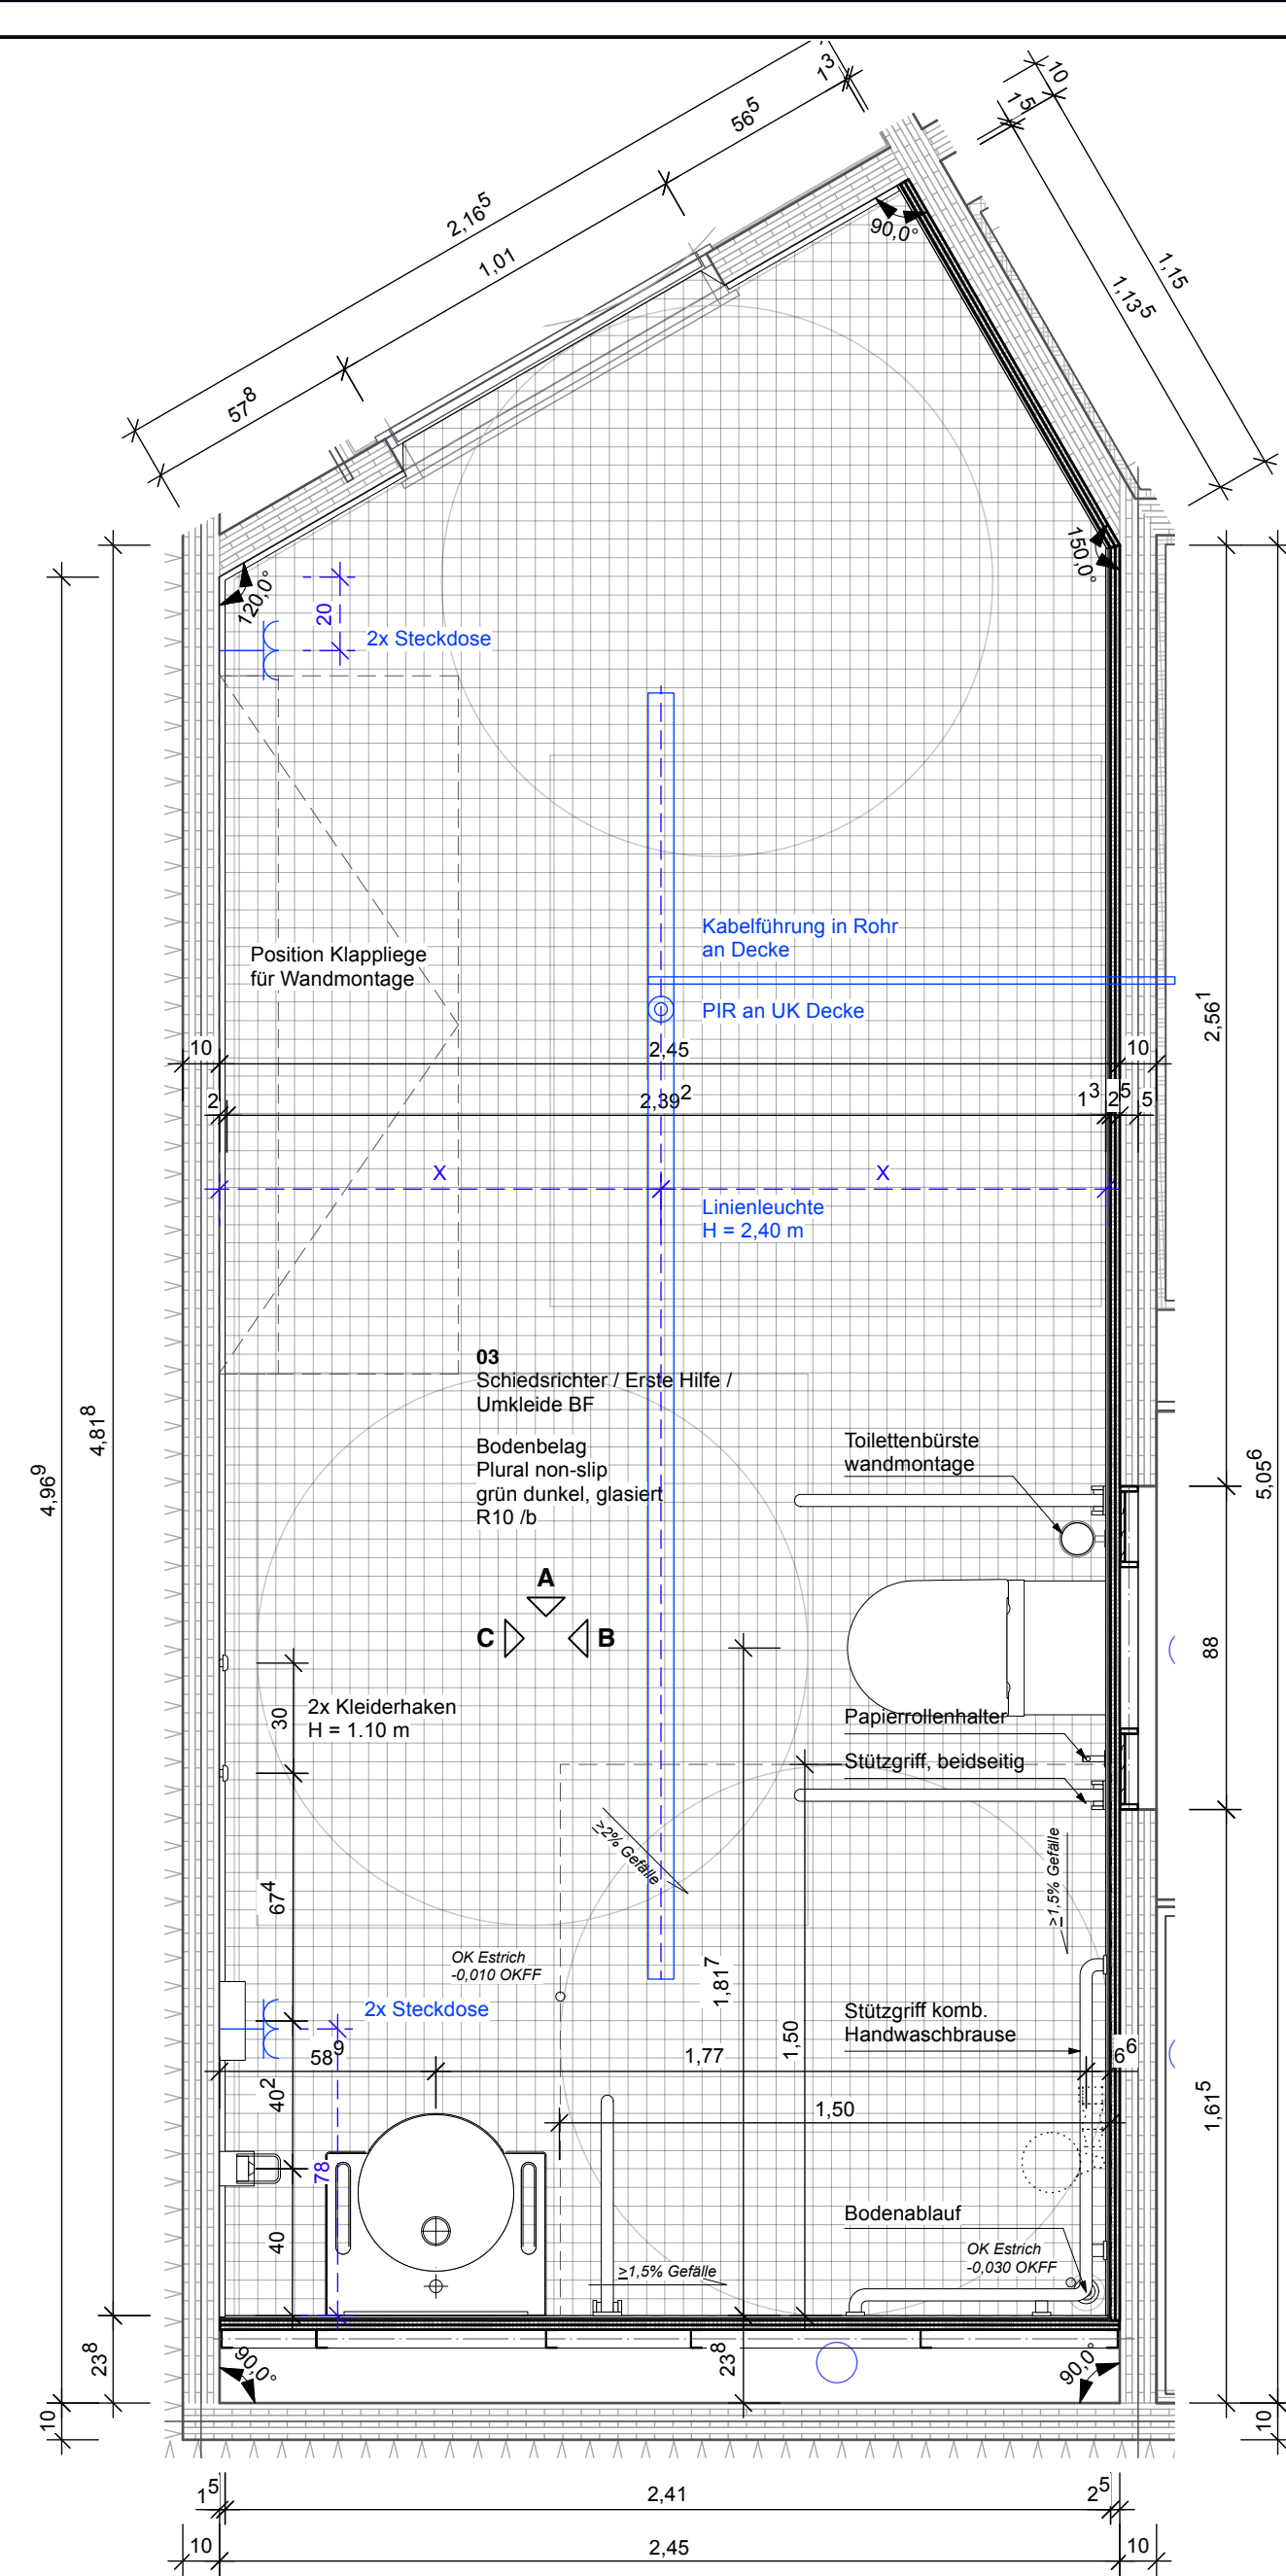 1³
10
56⁵
1⁵
2,16⁵
1,01
90,0°
1,15
1,13⁵
57⁸
150,0°
120,0°
20
2x Steckdose
Kabelführung in Rohr
an Decke
Position Klappliege
für Wandmontage
PIR an UK Decke
2,56¹
10
2,45
10
2
2,39²
1³
2⁵
5
X
X
Linienleuchte
H = 2,40 m
03
Schiedsrichter / Erste Hilfe /
Umkleide BF
4,81⁸
Toilettenbürste
wandmontage
Bodenbelag
Plural non-slip
grün dunkel, glasiert
R10 /b
4,96⁹
5,05⁶
A
C
B
88
30
2x Kleiderhaken
H = 1.10 m
Papierrollenhalter
Stützgriff, beidseitig
≥2% Gefälle
≥1,5% Gefälle
67⁴
OK Estrich
-0,010 OKFF
1,81⁷
2x Steckdose
Stützgriff komb.
Handwaschbrause
1,50
58⁹
1,77
6⁶
40²
1,50
1,61⁵
78
Bodenablauf
40
OK Estrich
-0,030 OKFF
≥1,5% Gefälle
23⁸
90,0°
23⁸
90,0°
10
10
1⁵
2,41
2⁵
10
2,45
10